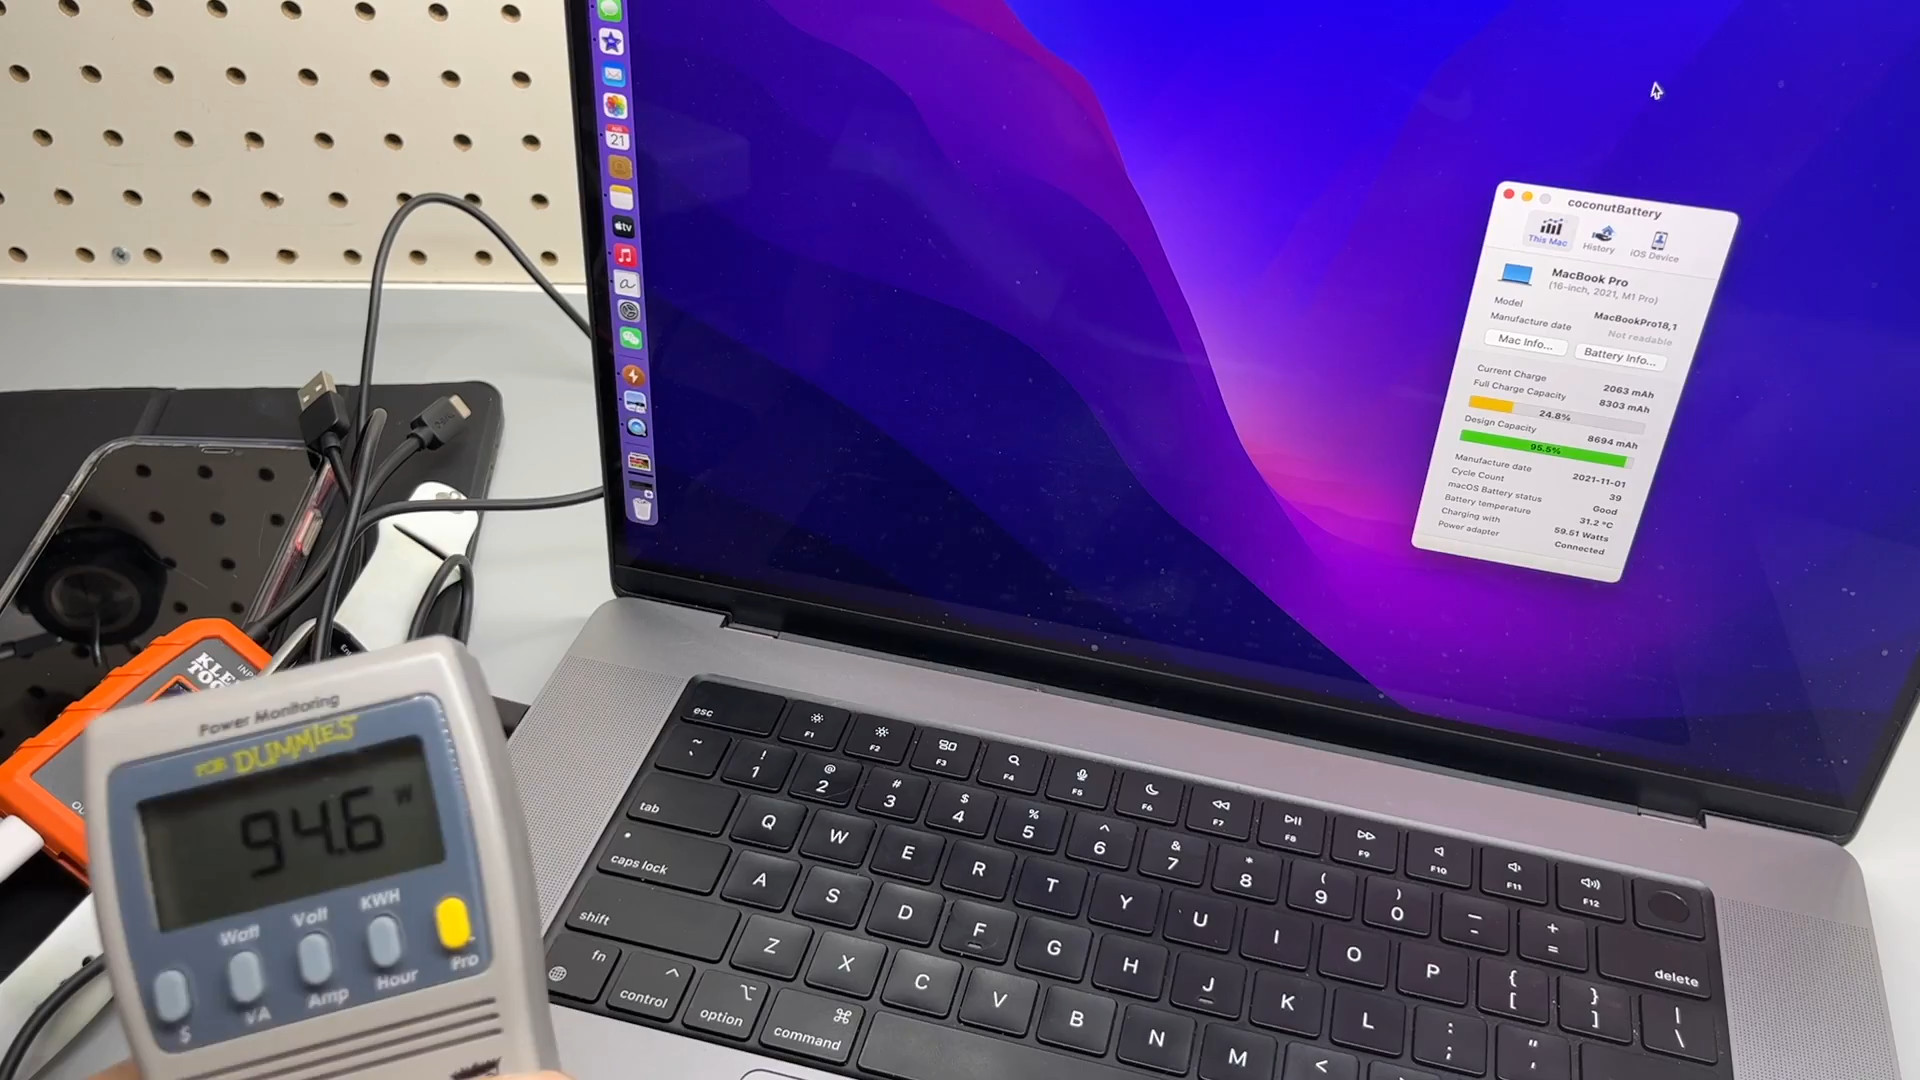 AUG
21
tv
coconutBattery
This Mac
History
iOS Device
MacBook Pro
(16-inch, 2021, M1 Pro)
Model
MacBookPro18,1
Manufacture date
Not readable
Mac Info...
Battery Info...
Current Charge
2063 mAh
Full Charge Capacity
8303 mAh
24.8%
Design Capacity
8694 mAh
95.5%
Manufacture date
2021-11-01
Cycle Count
39
macOS Battery status
Good
Battery temperature
31.2 °C
Charging with
59.51 Watts
Power adapter
Connected
Power Monitoring
FOR DUMMIES
94.6 W
Watt
Volt
KWH
$
VA
Amp
Hour
Pro
esc
F1
F2
F3
F4
F5
F6
F7
F8
F9
F10
F11
F12
~ `
! 1
@ 2
# 3
$ 4
% 5
^ 6
& 7
* 8
( 9
) 0
_ -
+ =
delete
tab
Q W E R T Y U I O P
{ [
} ]
| \
caps lock
A S D F G H J K L
: ;
" '
shift
Z X C V B N M
<
fn
control
option
command